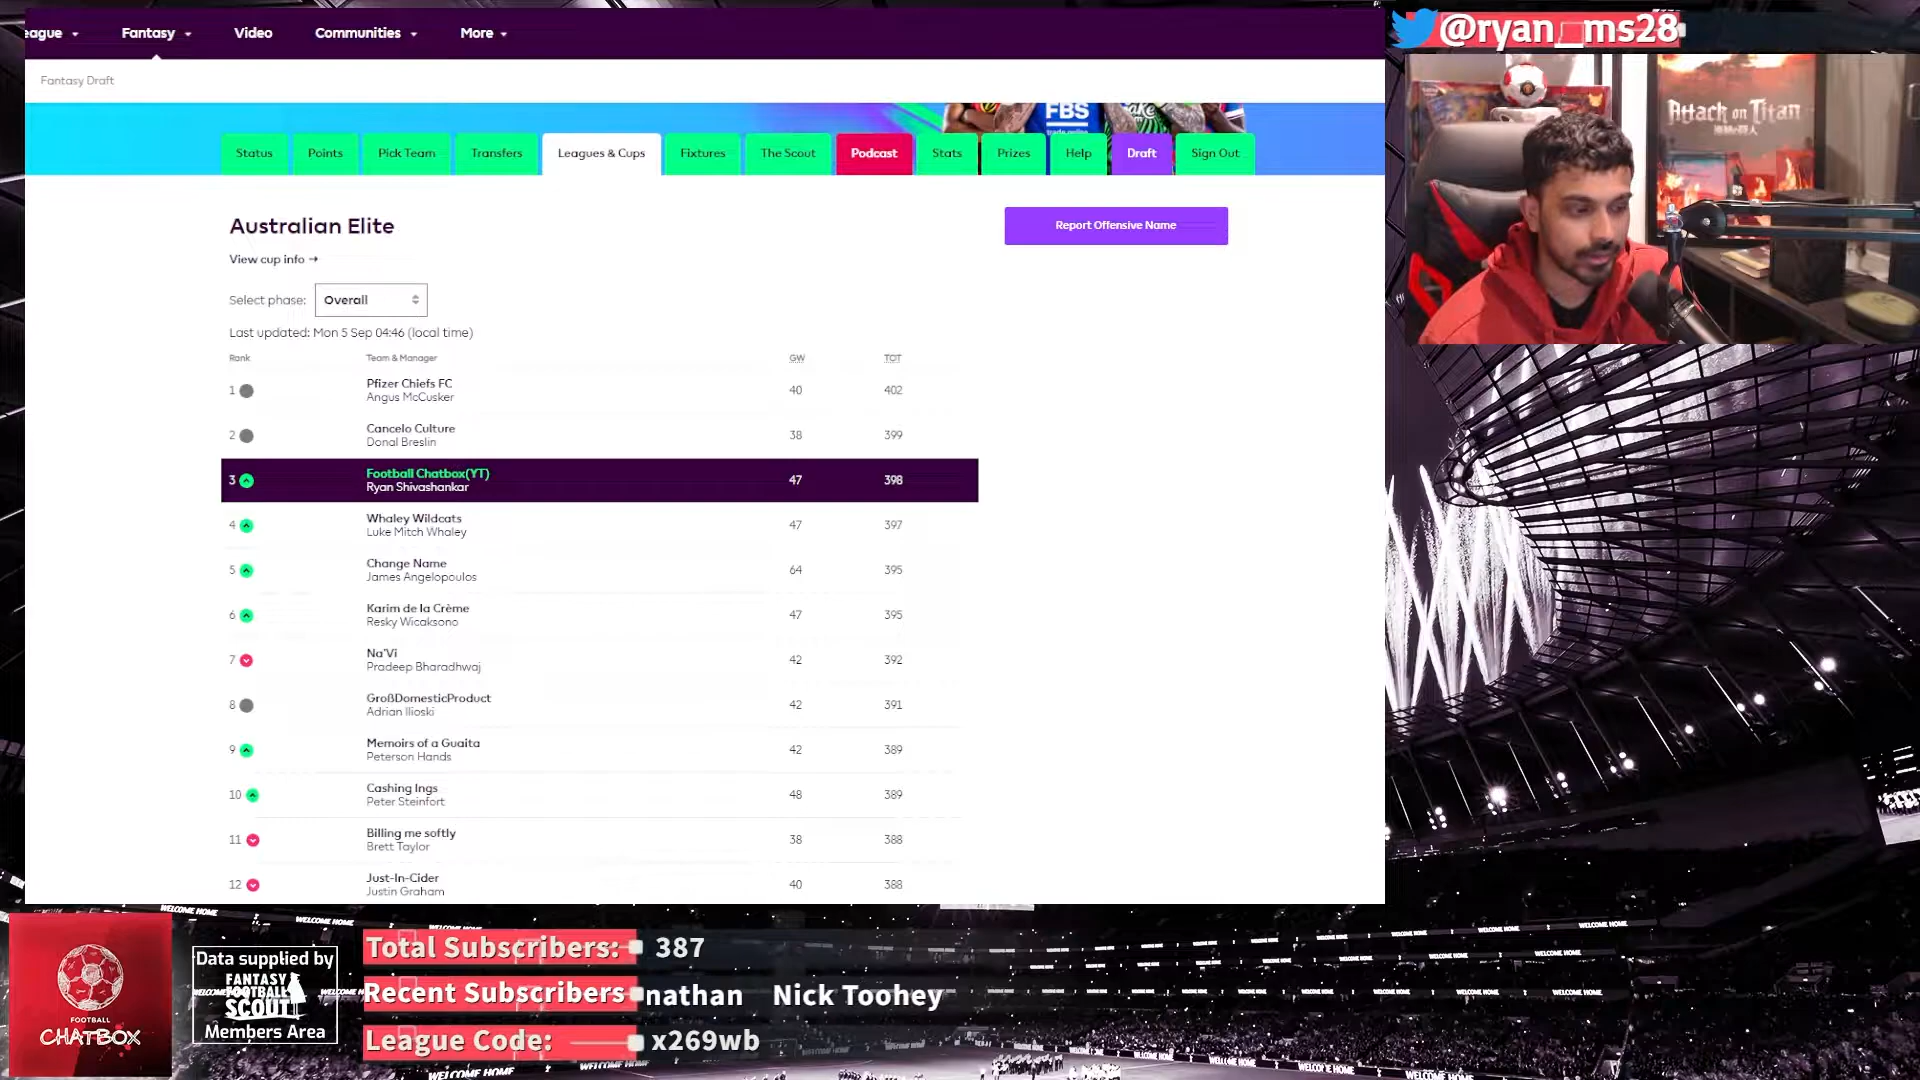 eague
Fantasy
Video
Communities
More
@ryan_ms28
Fantasy Draft
FBS
trade.online
Status
Points
Pick Team
Transfers
Leagues & Cups
Fixtures
The Scout
Podcast
Stats
Prizes
Help
Draft
Sign Out
Attack on Titan
Australian Elite
Report Offensive Name
View cup info →
Select phase: Overall
Last updated: Mon 5 Sep 04:46 (local time)
Rank Team & Manager GW TOT
1 Pfizer Chiefs FC 40 402
Angus McCusker
2 Cancelo Culture 38 399
Donal Breslin
3 Football Chatbox(YT) 47 398
Ryan Shivashankar
4 Whaley Wildcats 47 397
Luke Mitch Whaley
5 Change Name 64 395
James Angelopoulos
6 Karim de la Crème 47 395
Resky Wicaksono
7 Na'Vi 42 392
Pradeep Bharadhwaj
8 GroßDomesticProduct 42 391
Adrian Ilioski
9 Memoirs of a Guaita 42 389
Peterson Hands
10 Cashing Ings 48 389
Peter Steinfort
11 Billing me softly 38 388
Brett Taylor
12 Just-In-Cider 40 388
Justin Graham
FOOTBALL
CHATBOX
Data supplied by
FANTASY
FOOTBALL
SCOUT
Members Area
Total Subscribers: 387
Recent Subscribers nathan Nick Toohey
League Code: x269wb
WELCOME HOME